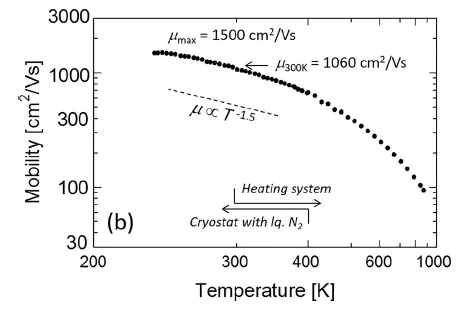 3000
1000
300
100
30
Mobility [cm²/Vs]
μmax = 1500 cm²/Vs
μ300K = 1060 cm²/Vs
μ ∝ T⁻¹·⁵
Heating system
Cryostat with lq. N₂
(b)
200 300 400 600 1000
Temperature [K]